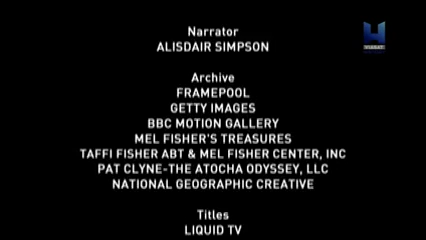 Narrator
ALISDAIR SIMPSON
Archive
FRAMEPOOL
GETTY IMAGES
BBC MOTION GALLERY
MEL FISHER'S TREASURES
TAFFI FISHER ABT & MEL FISHER CENTER, INC
PAT CLYNE-THE ATOCHA ODYSSEY, LLC
NATIONAL GEOGRAPHIC CREATIVE
Titles
LIQUID TV